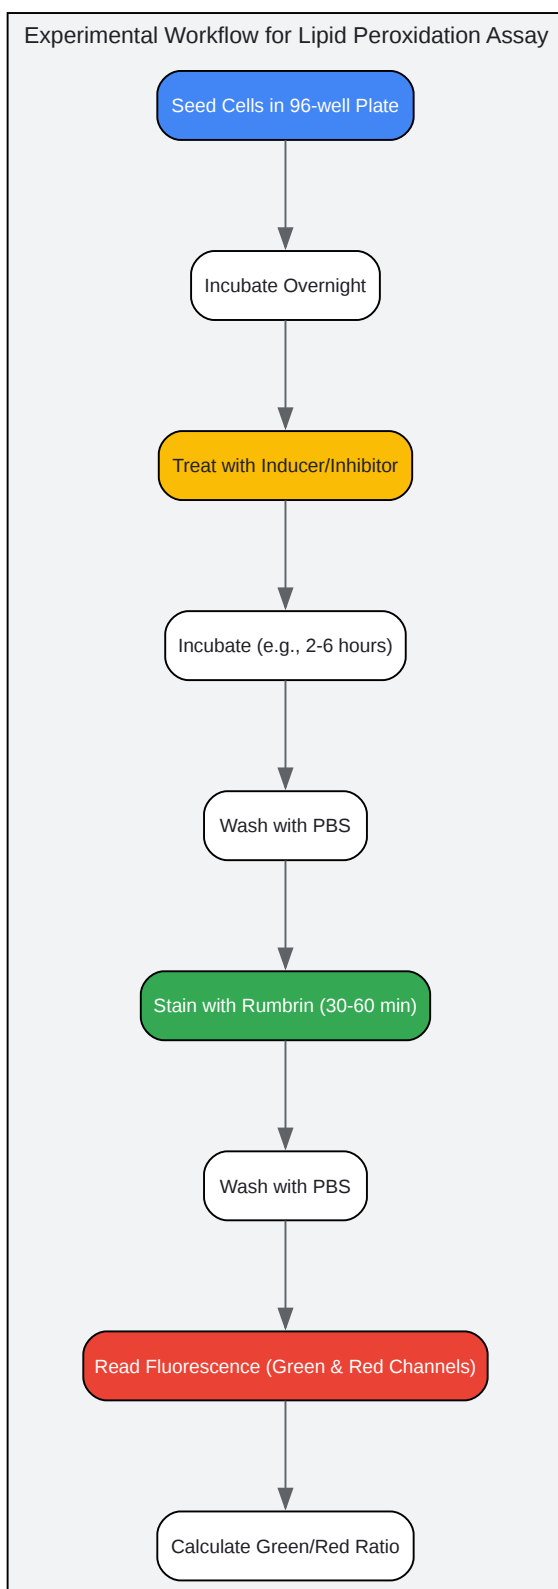 Experimental Workflow for Lipid Peroxidation Assay
Seed Cells in 96-well Plate
Incubate Overnight
Treat with Inducer/Inhibitor
Incubate (e.g., 2-6 hours)
Wash with PBS
Stain with Rumbrin (30-60 min)
Wash with PBS
Read Fluorescence (Green & Red Channels)
Calculate Green/Red Ratio